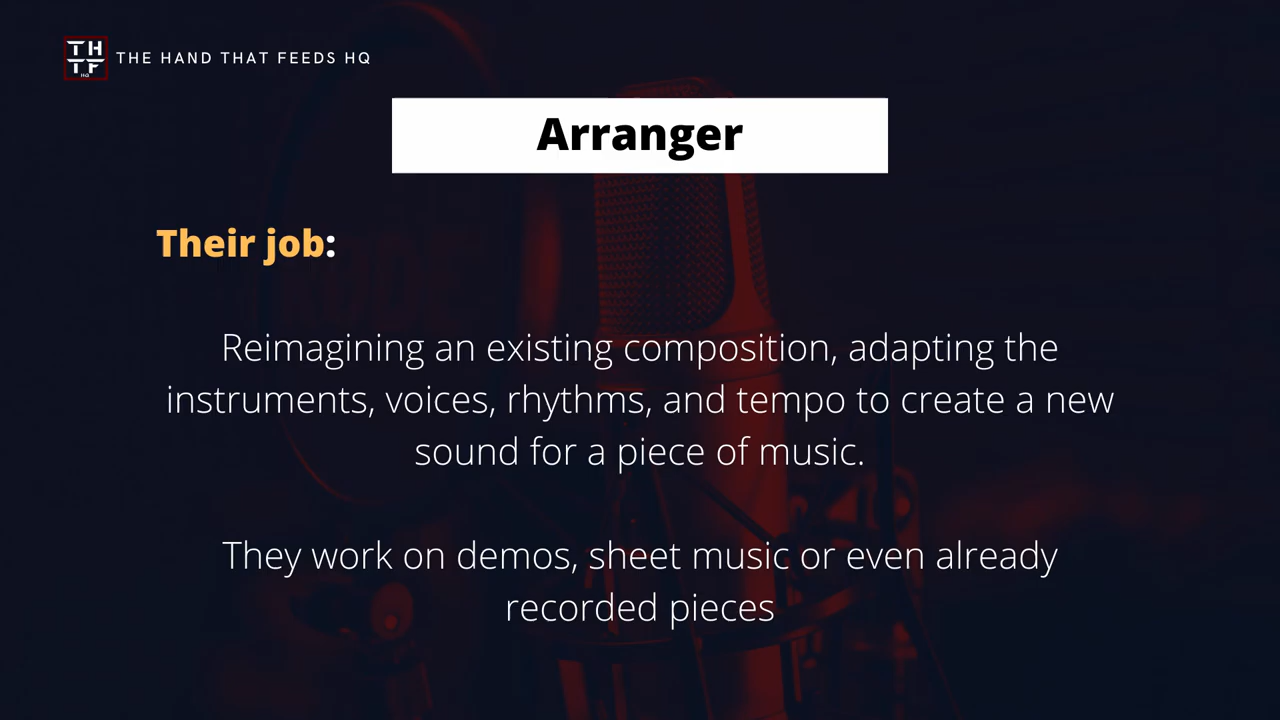 TH
TF
HQ
THE HAND THAT FEEDS HQ
Arranger
Their job:
Reimagining an existing composition, adapting the
instruments, voices, rhythms, and tempo to create a new
sound for a piece of music.
They work on demos, sheet music or even already
recorded pieces